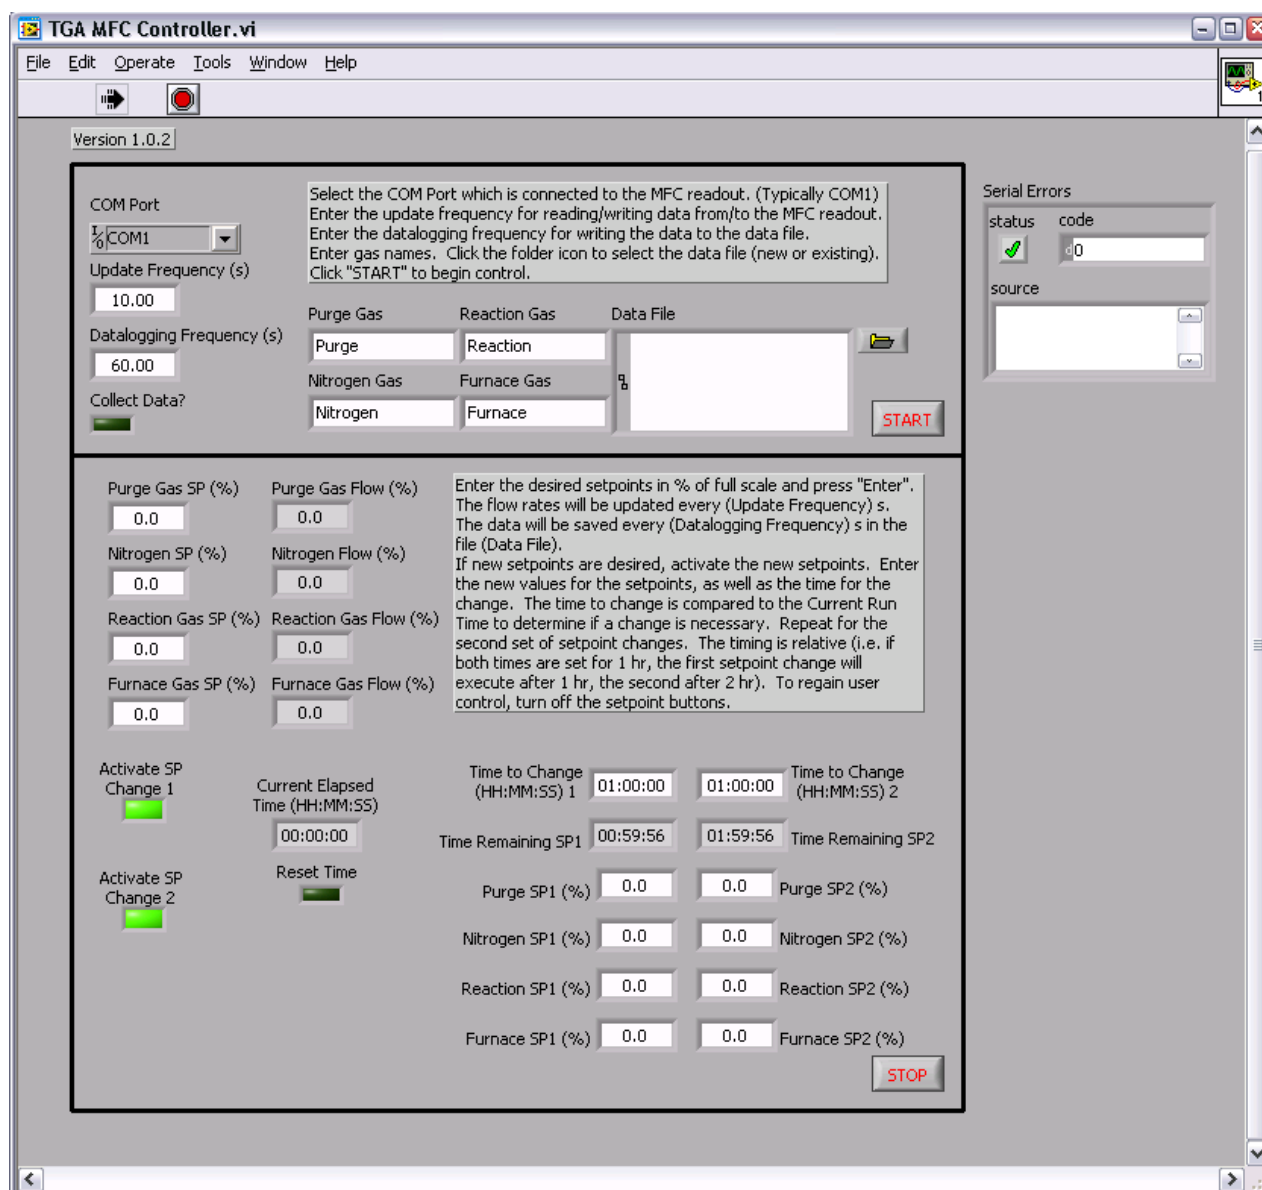 TGA MFC Controller.vi
File Edit Operate Tools Window Help
1
Version 1.0.2
COM Port
COM1
Update Frequency (s)
10.00
Datalogging Frequency (s)
60.00
Collect Data?
Select the COM Port which is connected to the MFC readout. (Typically COM1)
Enter the update frequency for reading/writing data from/to the MFC readout.
Enter the datalogging frequency for writing the data to the data file.
Enter gas names. Click the folder icon to select the data file (new or existing).
Click "START" to begin control.
Purge Gas Reaction Gas Data File
Purge Reaction
Nitrogen Gas Furnace Gas
Nitrogen Furnace
START
Serial Errors
status code
d0
source
Purge Gas SP (%) Purge Gas Flow (%)
0.0 0.0
Nitrogen SP (%) Nitrogen Flow (%)
0.0 0.0
Reaction Gas SP (%) Reaction Gas Flow (%)
0.0 0.0
Furnace Gas SP (%) Furnace Gas Flow (%)
0.0 0.0
Enter the desired setpoints in % of full scale and press "Enter".
The flow rates will be updated every (Update Frequency) s.
The data will be saved every (Datalogging Frequency) s in the
file (Data File).
If new setpoints are desired, activate the new setpoints. Enter
the new values for the setpoints, as well as the time for the
change. The time to change is compared to the Current Run
Time to determine if a change is necessary. Repeat for the
second set of setpoint changes. The timing is relative (i.e. if
both times are set for 1 hr, the first setpoint change will
execute after 1 hr, the second after 2 hr). To regain user
control, turn off the setpoint buttons.
Activate SP
Change 1
Current Elapsed
Time (HH:MM:SS)
00:00:00
Reset Time
Activate SP
Change 2
Time to Change
(HH:MM:SS) 1
01:00:00 01:00:00
Time to Change
(HH:MM:SS) 2
Time Remaining SP1 00:59:56 01:59:56 Time Remaining SP2
Purge SP1 (%) 0.0 0.0 Purge SP2 (%)
Nitrogen SP1 (%) 0.0 0.0 Nitrogen SP2 (%)
Reaction SP1 (%) 0.0 0.0 Reaction SP2 (%)
Furnace SP1 (%) 0.0 0.0 Furnace SP2 (%)
STOP